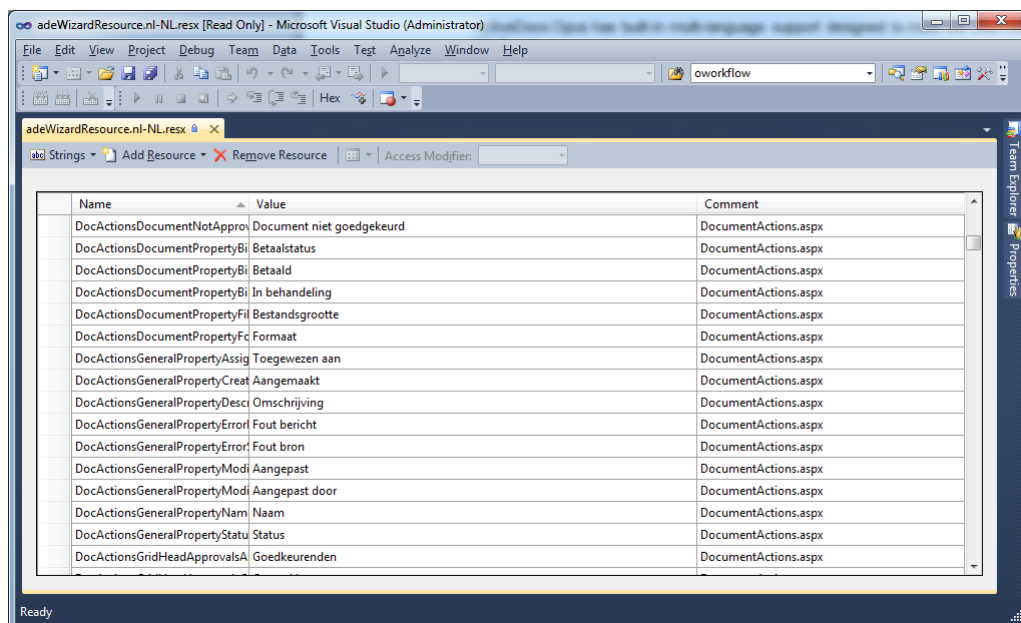 adeWizardResource.nl-NL.resx [Read Only] - Microsoft Visual Studio (Administrator)
File Edit View Project Debug Team Data Tools Test Analyze Window Help
oworkflow
Hex
adeWizardResource.nl-NL.resx
abc Strings Add Resource Remove Resource Access Modifier:
Name Value Comment
DocActionsDocumentNotApprov Document niet goedgekeurd DocumentActions.aspx
DocActionsDocumentPropertyBi Betaalstatus DocumentActions.aspx
DocActionsDocumentPropertyBi Betaald DocumentActions.aspx
DocActionsDocumentPropertyBi In behandeling DocumentActions.aspx
DocActionsDocumentPropertyFil Bestandsgrootte DocumentActions.aspx
DocActionsDocumentPropertyFo Formaat DocumentActions.aspx
DocActionsGeneralPropertyAssig Toegewezen aan DocumentActions.aspx
DocActionsGeneralPropertyCreat Aangemaakt DocumentActions.aspx
DocActionsGeneralPropertyDescr Omschrijving DocumentActions.aspx
DocActionsGeneralPropertyErrorl Fout bericht DocumentActions.aspx
DocActionsGeneralPropertyErrorS Fout bron DocumentActions.aspx
DocActionsGeneralPropertyModi Aangepast DocumentActions.aspx
DocActionsGeneralPropertyModi Aangepast door DocumentActions.aspx
DocActionsGeneralPropertyNam Naam DocumentActions.aspx
DocActionsGeneralPropertyStatu Status DocumentActions.aspx
DocActionsGridHeadApprovalsA Goedkeurenden DocumentActions.aspx
Team Explorer
Properties
Ready